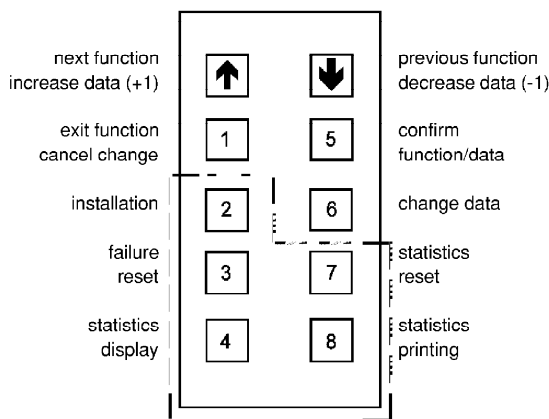 next function
increase data (+1)
previous function
decrease data (-1)
exit function
cancel change
1
5
confirm
function/data
installation
2
6
change data
failure
reset
3
7
statistics
reset
statistics
display
4
8
statistics
printing